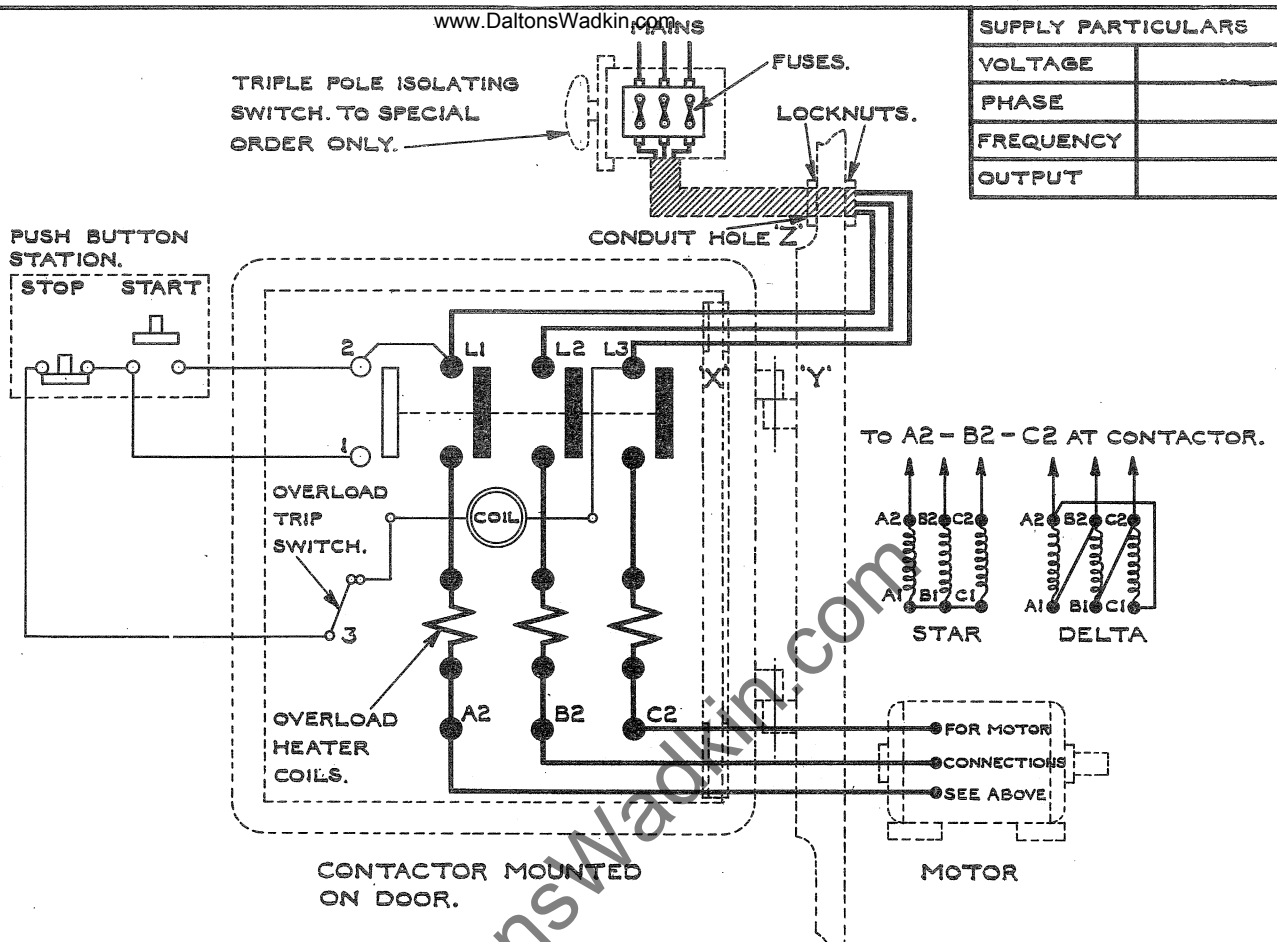 www.DaltonsWadkin.com
MAINS
SUPPLY PARTICULARS
VOLTAGE
PHASE
FREQUENCY
OUTPUT
TRIPLE POLE ISOLATING
SWITCH. TO SPECIAL
ORDER ONLY.
FUSES.
LOCKNUTS.
CONDUIT HOLE 'Z'
PUSH BUTTON
STATION.
STOP START
2 L1 L2 L3
'X' 'Y'
1
OVERLOAD
TRIP
SWITCH.
COIL
3
OVERLOAD
HEATER
COILS.
A2 B2 C2
TO A2 - B2 - C2 AT CONTACTOR.
A2 B2 C2
A1 B1 C1
STAR
A2 B2 C2
A1 B1 C1
DELTA
FOR MOTOR
CONNECTIONS
SEE ABOVE
MOTOR
CONTACTOR MOUNTED
ON DOOR.
nsWadkin.com